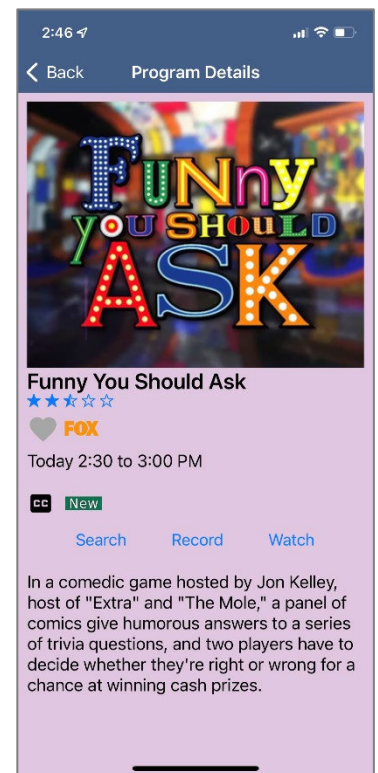 2:46
Back Program Details
FUNNY
YOU SHOULD
ASK
Funny You Should Ask
FOX
Today 2:30 to 3:00 PM
CC New
Search Record Watch
In a comedic game hosted by Jon Kelley,
host of "Extra" and "The Mole," a panel of
comics give humorous answers to a series
of trivia questions, and two players have to
decide whether they're right or wrong for a
chance at winning cash prizes.